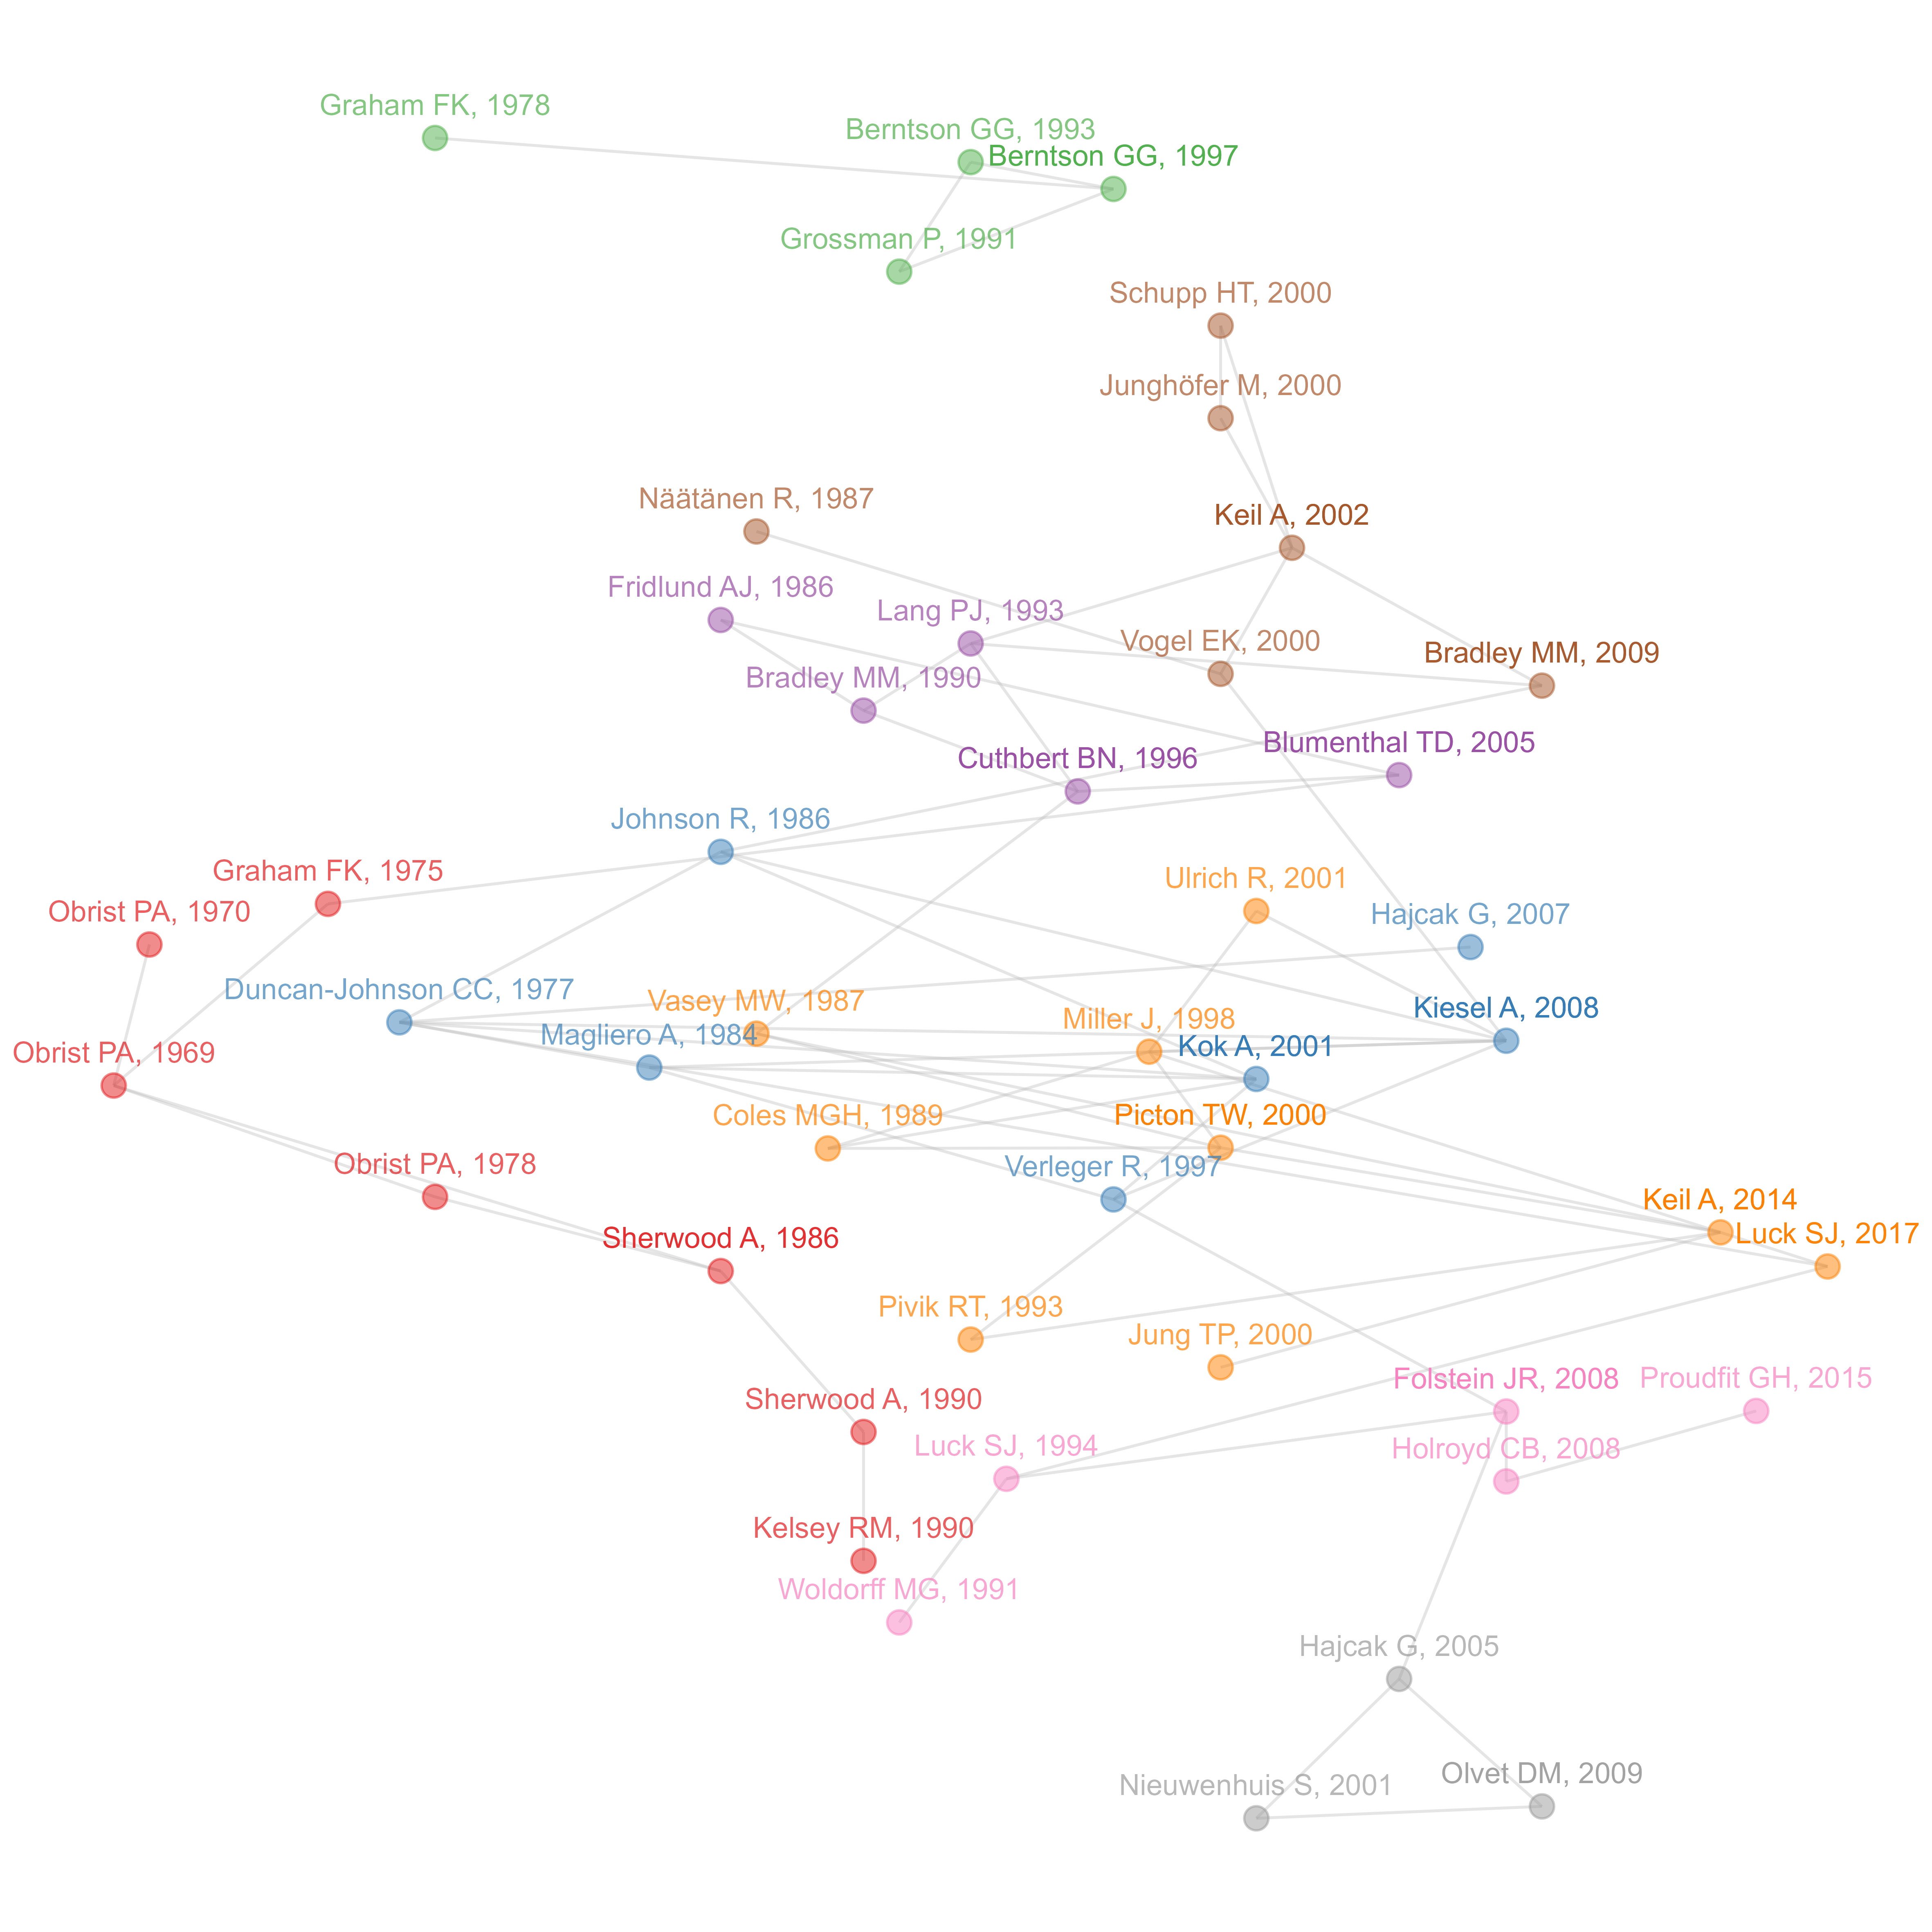 Graham FK, 1978
Berntson GG, 1993
Berntson GG, 1997
Grossman P, 1991
Schupp HT, 2000
Junghöfer M, 2000
Näätänen R, 1987
Keil A, 2002
Fridlund AJ, 1986
Lang PJ, 1993
Vogel EK, 2000
Bradley MM, 2009
Bradley MM, 1990
Blumenthal TD, 2005
Cuthbert BN, 1996
Johnson R, 1986
Graham FK, 1975
Ulrich R, 2001
Obrist PA, 1970
Hajcak G, 2007
Duncan-Johnson CC, 1977
Vasey MW, 1987
Kiesel A, 2008
Miller J, 1998
Magliero A, 1984
Kok A, 2001
Obrist PA, 1969
Coles MGH, 1989
Picton TW, 2000
Obrist PA, 1978
Verleger R, 1997
Keil A, 2014
Luck SJ, 2017
Sherwood A, 1986
Pivik RT, 1993
Jung TP, 2000
Folstein JR, 2008
Proudfit GH, 2015
Sherwood A, 1990
Luck SJ, 1994
Holroyd CB, 2008
Kelsey RM, 1990
Woldorff MG, 1991
Hajcak G, 2005
Olvet DM, 2009
Nieuwenhuis S, 2001